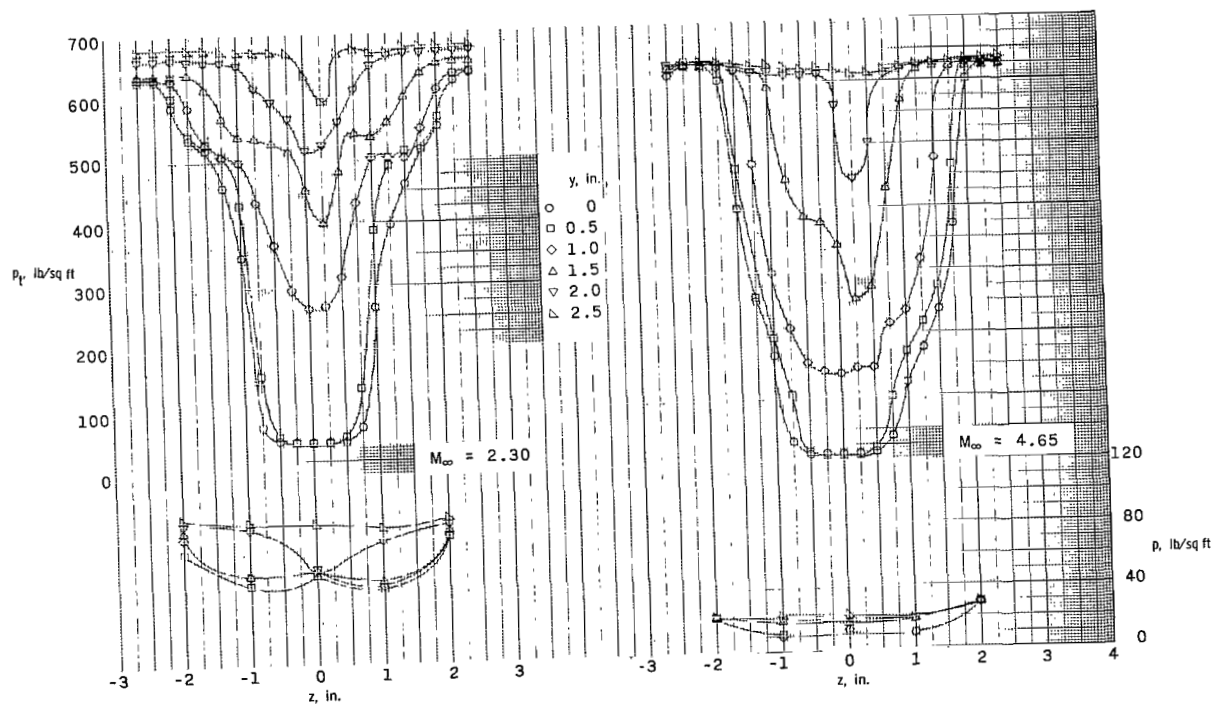 700
600
500
400
300
200
100
0
p_t, lb/sq ft
y, in.
0
0.5
1.0
1.5
2.0
2.5
M∞ = 2.30
M∞ = 4.65
120
80
40
0
p, lb/sq ft
-3 -2 -1 0 1 2 3
z, in.
-3 -2 -1 0 1 2 3 4
z, in.